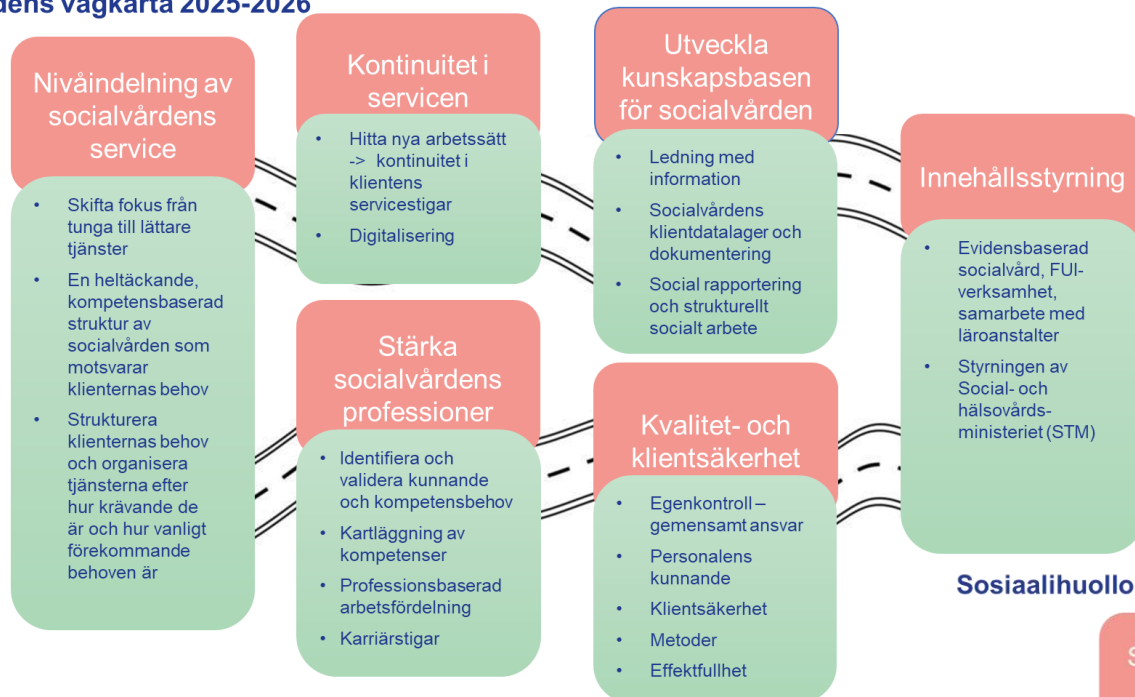 dens vägkarta 2025-2026
Nivåindelning av
socialvårdens
service
• Skifta fokus från
tunga till lättare
tjänster
• En heltäckande,
kompetensbaserad
struktur av
socialvården som
motsvarar
klienternas behov
• Strukturera
klienternas behov
och organisera
tjänsterna efter
hur krävande de
är och hur vanligt
förekommande
behoven är
Kontinuitet i
servicen
• Hitta nya arbetssätt
-> kontinuitet i
klientens
servicestigar
• Digitalisering
Stärka
socialvårdens
professioner
• Identifiera och
validera kunnande
och kompetensbehov
• Kartläggning av
kompetenser
• Professionsbaserad
arbetsfördelning
• Karriärstigar
Utveckla
kunskapsbasen
för socialvården
• Ledning med
information
• Socialvårdens
klientdatalager och
dokumentering
• Social rapportering
och strukturellt
socialt arbete
Kvalitet- och
klientsäkerhet
• Egenkontroll –
gemensamt ansvar
• Personalens
kunnande
• Klientsäkerhet
• Metoder
• Effektfullhet
Innehållsstyrning
• Evidensbaserad
socialvård, FUI-
verksamhet,
samarbete med
läroanstalter
• Styrningen av
Social- och
hälsovårds-
ministeriet (STM)
Sosiaalihuollo
S